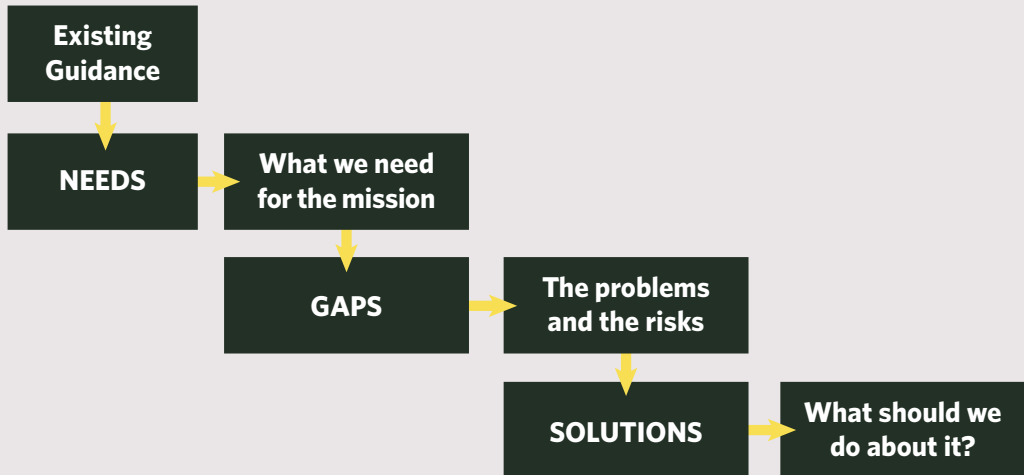 Existing
Guidance
NEEDS
What we need
for the mission
GAPS
The problems
and the risks
SOLUTIONS
What should we
do about it?